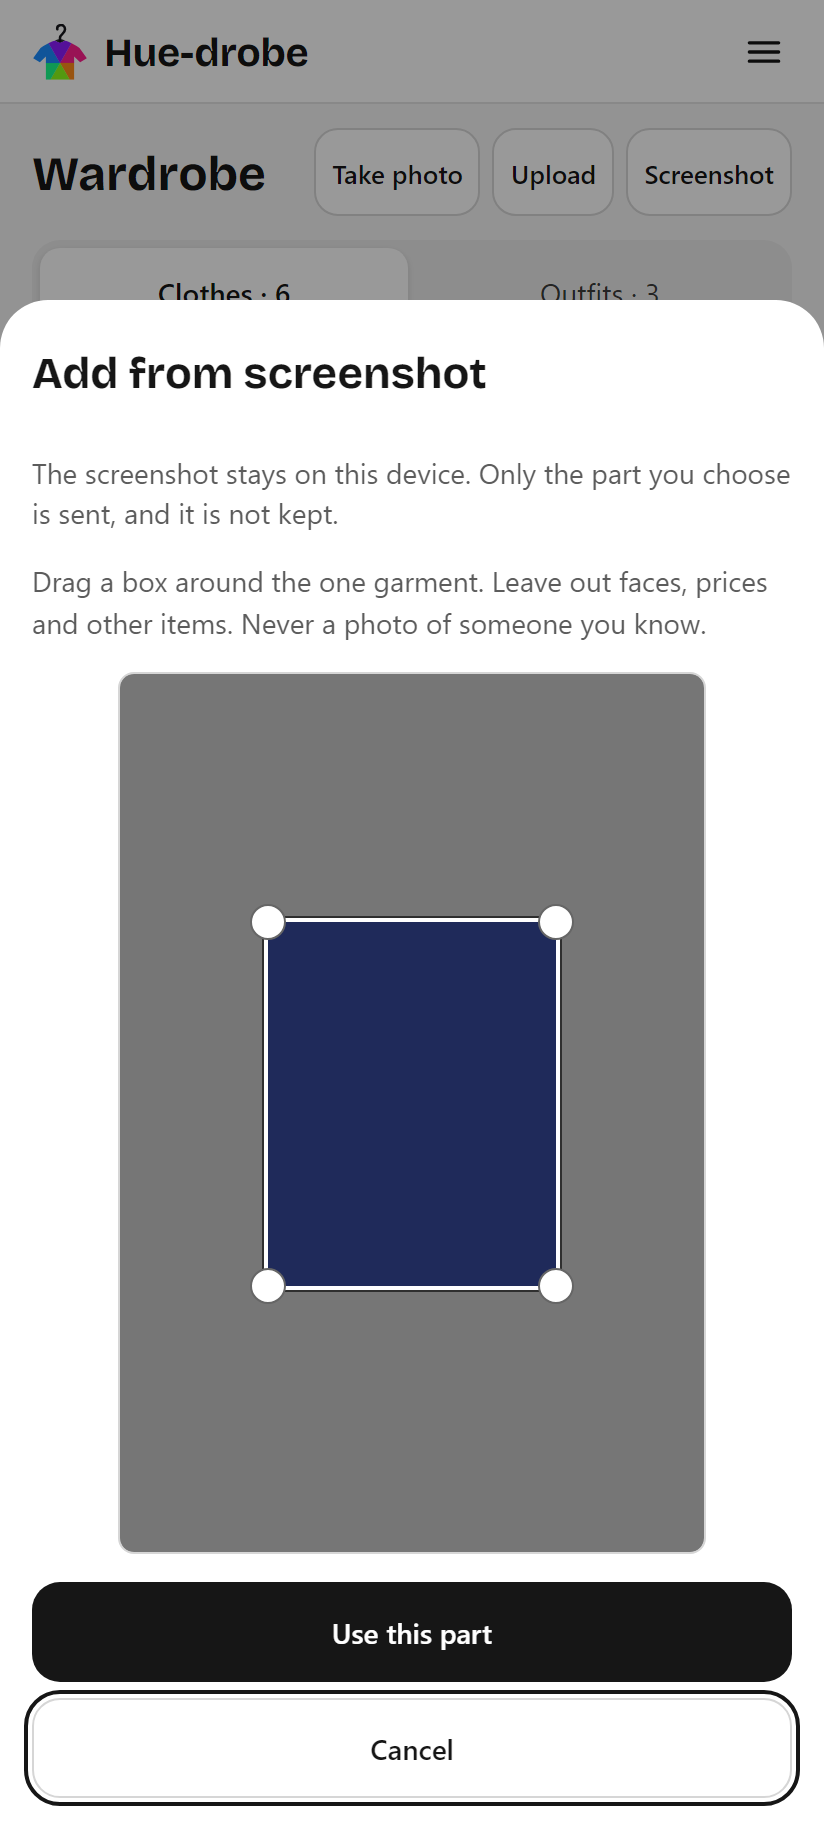 Hue-drobe
Wardrobe
Take photo
Upload
Screenshot
Clothes · 6
Outfits · 3
Add from screenshot
The screenshot stays on this device. Only the part you choose
is sent, and it is not kept.
Drag a box around the one garment. Leave out faces, prices
and other items. Never a photo of someone you know.
Use this part
Cancel